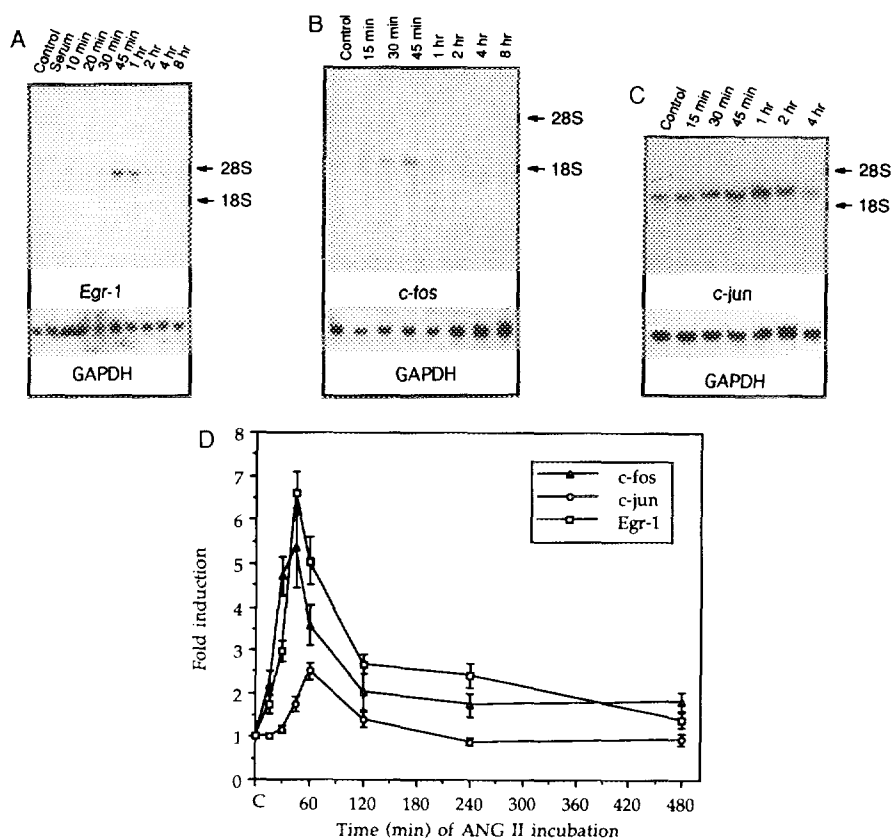 A
Control
Serum
10 min
20 min
30 min
45 min
1 hr
2 hr
4 hr
8 hr
← 28S
← 18S
Egr-1
GAPDH
B
Control
15 min
30 min
45 min
1 hr
2 hr
4 hr
8 hr
← 28S
← 18S
c-fos
GAPDH
C
Control
15 min
30 min
45 min
1 hr
2 hr
4 hr
← 28S
← 18S
c-jun
GAPDH
D
Fold induction
8
7
6
5
4
3
2
1
0
c-fos
c-jun
Egr-1
C 60 120 180 240 300 360 420 480
Time (min) of ANG II incubation